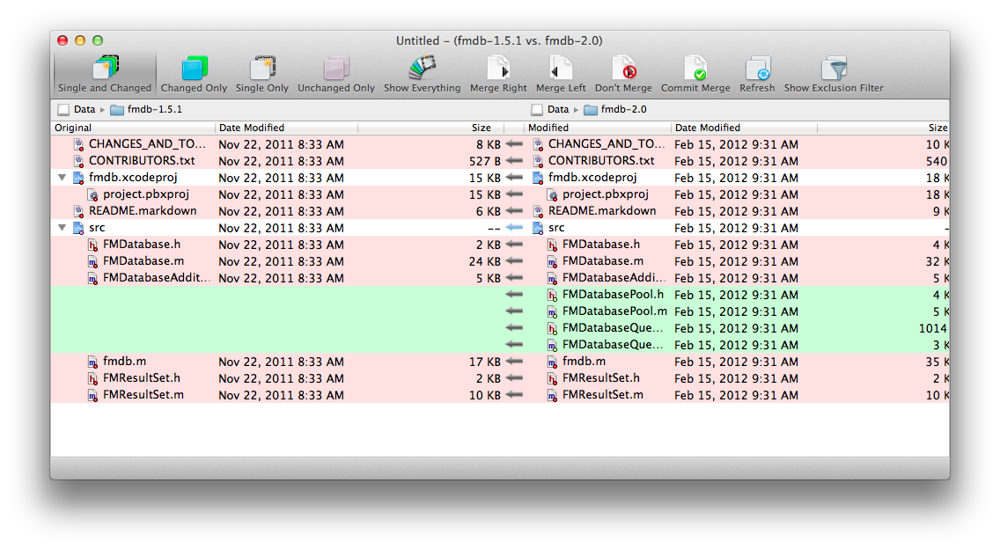 Untitled – (fmdb-1.5.1 vs. fmdb-2.0)
Single and Changed Changed Only Single Only Unchanged Only Show Everything Merge Right Merge Left Don't Merge Commit Merge Refresh Show Exclusion Filter
Data fmdb-1.5.1 Data fmdb-2.0
Original Date Modified Size Modified Date Modified Size
CHANGES_AND_TO... Nov 22, 2011 8:33 AM 8 KB CHANGES_AND_TO... Feb 15, 2012 9:31 AM 10 K
CONTRIBUTORS.txt Nov 22, 2011 8:33 AM 527 B CONTRIBUTORS.txt Feb 15, 2012 9:31 AM 540
fmdb.xcodeproj Nov 22, 2011 8:33 AM 15 KB fmdb.xcodeproj Feb 15, 2012 9:31 AM 18 K
project.pbxproj Nov 22, 2011 8:33 AM 15 KB project.pbxproj Feb 15, 2012 9:31 AM 18 K
README.markdown Nov 22, 2011 8:33 AM 6 KB README.markdown Feb 15, 2012 9:31 AM 9 K
src Nov 22, 2011 8:33 AM -- src Feb 15, 2012 9:31 AM -
FMDatabase.h Nov 22, 2011 8:33 AM 2 KB FMDatabase.h Feb 15, 2012 9:31 AM 4 K
FMDatabase.m Nov 22, 2011 8:33 AM 24 KB FMDatabase.m Feb 15, 2012 9:31 AM 32 K
FMDatabaseAddit... Nov 22, 2011 8:33 AM 5 KB FMDatabaseAddi... Feb 15, 2012 9:31 AM 5 K
FMDatabasePool.h Feb 15, 2012 9:31 AM 4 K
FMDatabasePool.m Feb 15, 2012 9:31 AM 5 K
FMDatabaseQue... Feb 15, 2012 9:31 AM 1014
FMDatabaseQue... Feb 15, 2012 9:31 AM 3 K
fmdb.m Nov 22, 2011 8:33 AM 17 KB fmdb.m Feb 15, 2012 9:31 AM 35 K
FMResultSet.h Nov 22, 2011 8:33 AM 2 KB FMResultSet.h Feb 15, 2012 9:31 AM 2 K
FMResultSet.m Nov 22, 2011 8:33 AM 10 KB FMResultSet.m Feb 15, 2012 9:31 AM 10 K